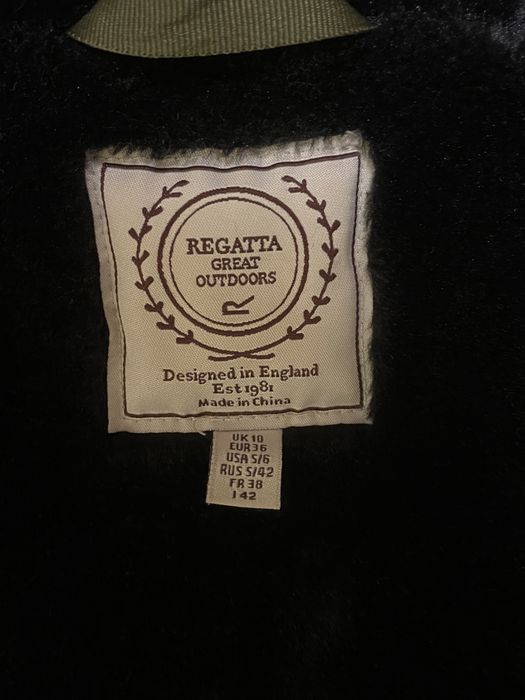 REGATTA
GREAT
OUTDOORS
R
Designed in England
Est 1981
Made in China
UK 10
EUR 36
USA S/6
RUS S/42
FR 38
I 42